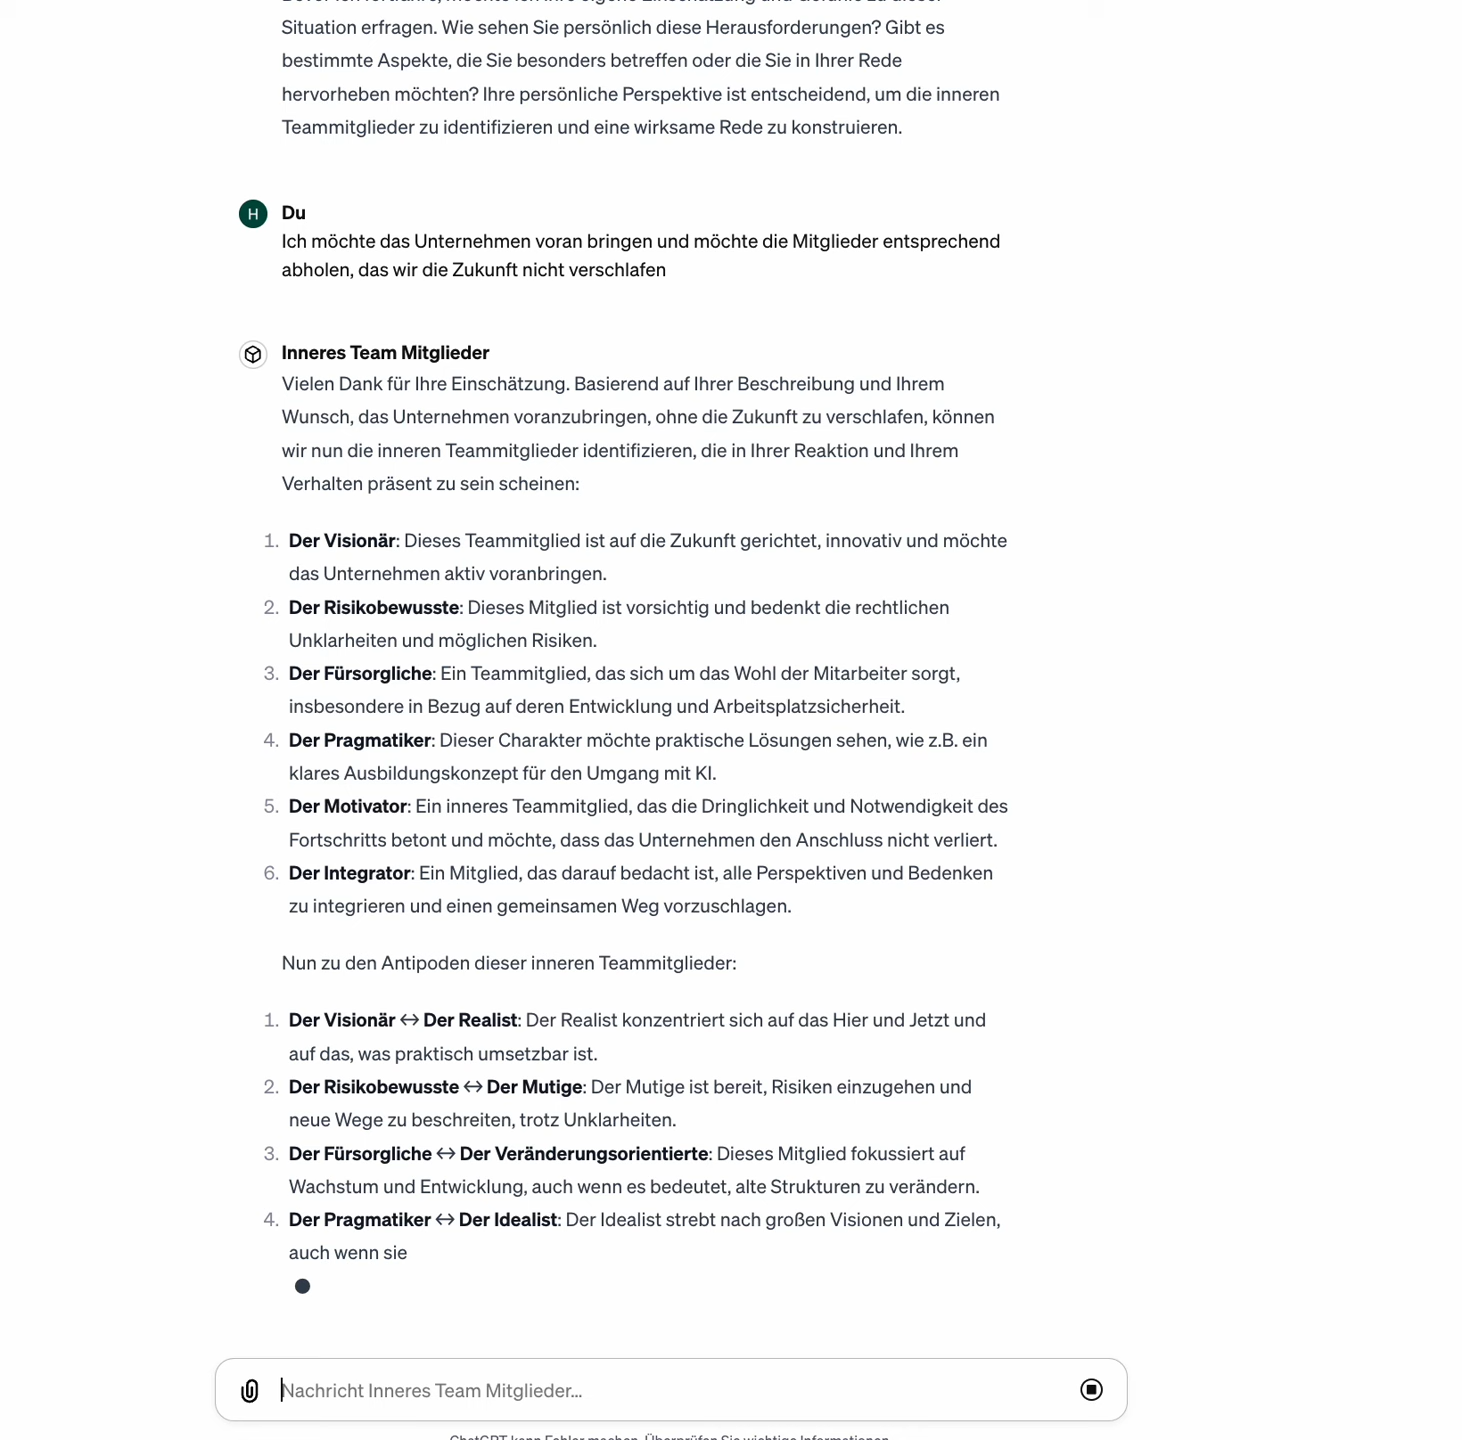 Situation erfragen. Wie sehen Sie persönlich diese Herausforderungen? Gibt es
bestimmte Aspekte, die Sie besonders betreffen oder die Sie in Ihrer Rede
hervorheben möchten? Ihre persönliche Perspektive ist entscheidend, um die inneren
Teammitglieder zu identifizieren und eine wirksame Rede zu konstruieren.
H Du
Ich möchte das Unternehmen voran bringen und möchte die Mitglieder entsprechend
abholen, das wir die Zukunft nicht verschlafen
Inneres Team Mitglieder
Vielen Dank für Ihre Einschätzung. Basierend auf Ihrer Beschreibung und Ihrem
Wunsch, das Unternehmen voranzubringen, ohne die Zukunft zu verschlafen, können
wir nun die inneren Teammitglieder identifizieren, die in Ihrer Reaktion und Ihrem
Verhalten präsent zu sein scheinen:
1. Der Visionär: Dieses Teammitglied ist auf die Zukunft gerichtet, innovativ und möchte
das Unternehmen aktiv voranbringen.
2. Der Risikobewusste: Dieses Mitglied ist vorsichtig und bedenkt die rechtlichen
Unklarheiten und möglichen Risiken.
3. Der Fürsorgliche: Ein Teammitglied, das sich um das Wohl der Mitarbeiter sorgt,
insbesondere in Bezug auf deren Entwicklung und Arbeitsplatzsicherheit.
4. Der Pragmatiker: Dieser Charakter möchte praktische Lösungen sehen, wie z.B. ein
klares Ausbildungskonzept für den Umgang mit KI.
5. Der Motivator: Ein inneres Teammitglied, das die Dringlichkeit und Notwendigkeit des
Fortschritts betont und möchte, dass das Unternehmen den Anschluss nicht verliert.
6. Der Integrator: Ein Mitglied, das darauf bedacht ist, alle Perspektiven und Bedenken
zu integrieren und einen gemeinsamen Weg vorzuschlagen.
Nun zu den Antipoden dieser inneren Teammitglieder:
1. Der Visionär ↔ Der Realist: Der Realist konzentriert sich auf das Hier und Jetzt und
auf das, was praktisch umsetzbar ist.
2. Der Risikobewusste ↔ Der Mutige: Der Mutige ist bereit, Risiken einzugehen und
neue Wege zu beschreiten, trotz Unklarheiten.
3. Der Fürsorgliche ↔ Der Veränderungsorientierte: Dieses Mitglied fokussiert auf
Wachstum und Entwicklung, auch wenn es bedeutet, alte Strukturen zu verändern.
4. Der Pragmatiker ↔ Der Idealist: Der Idealist strebt nach großen Visionen und Zielen,
auch wenn sie
Nachricht Inneres Team Mitglieder...
ChatGPT kann Fehler machen. Überprüfen Sie wichtige Informationen.